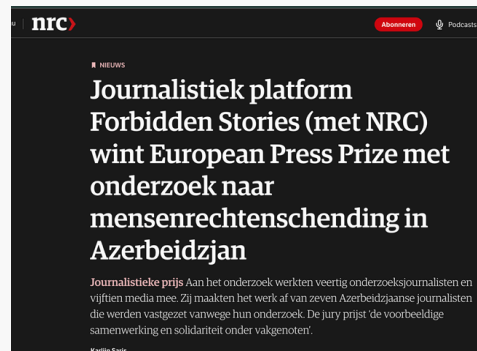 u
nrc>
Abonneren
Podcasts
NIEUWS
Journalistiek platform
Forbidden Stories (met NRC)
wint European Press Prize met
onderzoek naar
mensenrechtenschending in
Azerbeidzjan
Journalistieke prijs Aan het onderzoek werkten veertig onderzoeksjournalisten en
vijftien media mee. Zij maakten het werk af van zeven Azerbeidzjaanse journalisten
die werden vastgezet vanwege hun onderzoek. De jury prijst ‘de voorbeeldige
samenwerking en solidariteit onder vakgenoten’.
Karlijn Saris